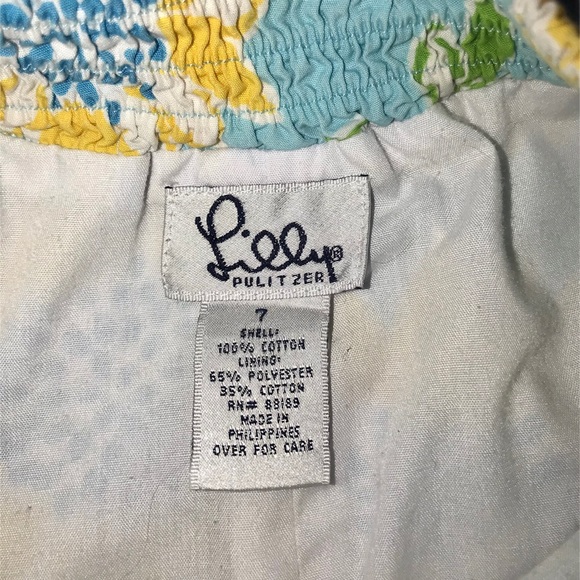 Lilly®
PULITZER
7
SHELL:
100% COTTON
LINING:
65% POLYESTER
35% COTTON
RN# 88189
MADE IN
PHILIPPINES
OVER FOR CARE